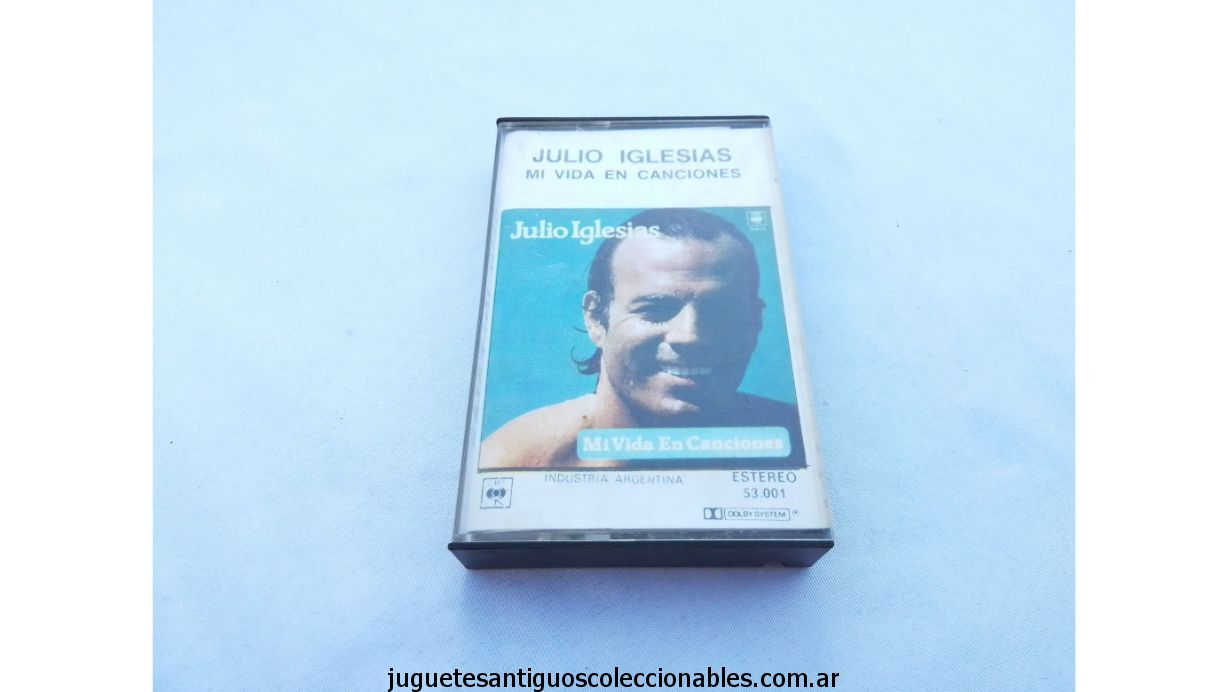 JULIO IGLESIAS
MI VIDA EN CANCIONES
Julio Iglesias
Mi Vida En Canciones
INDUSTRIA ARGENTINA
ESTEREO
53.001
DOLBY SYSTEM
juguetesantiguoscoleccionables.com.ar